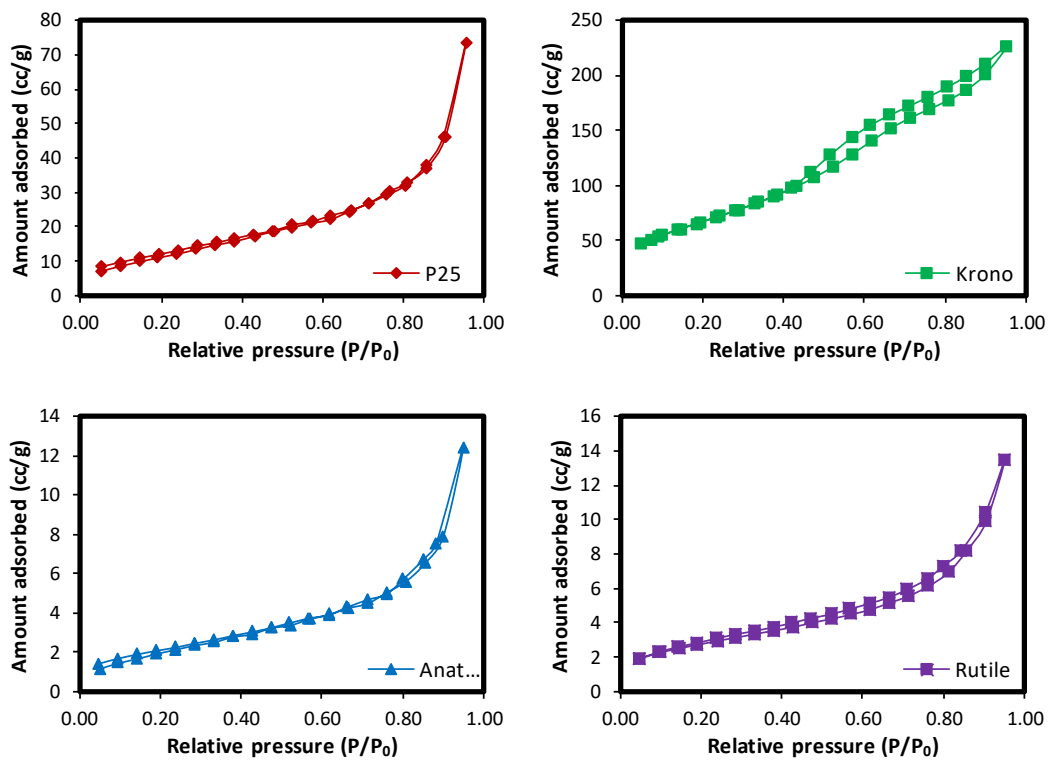 Amount adsorbed (cc/g)
80
70
60
50
40
30
20
10
0
P25
0.00 0.20 0.40 0.60 0.80 1.00
Relative pressure (P/P₀)
Amount adsorbed (cc/g)
250
200
150
100
50
0
Krono
0.00 0.20 0.40 0.60 0.80 1.00
Relative pressure (P/P₀)
Amount adsorbed (cc/g)
14
12
10
8
6
4
2
0
Anat...
0.00 0.20 0.40 0.60 0.80 1.00
Relative pressure (P/P₀)
Amount adsorbed (cc/g)
16
14
12
10
8
6
4
2
0
Rutile
0.00 0.20 0.40 0.60 0.80 1.00
Relative pressure (P/P₀)